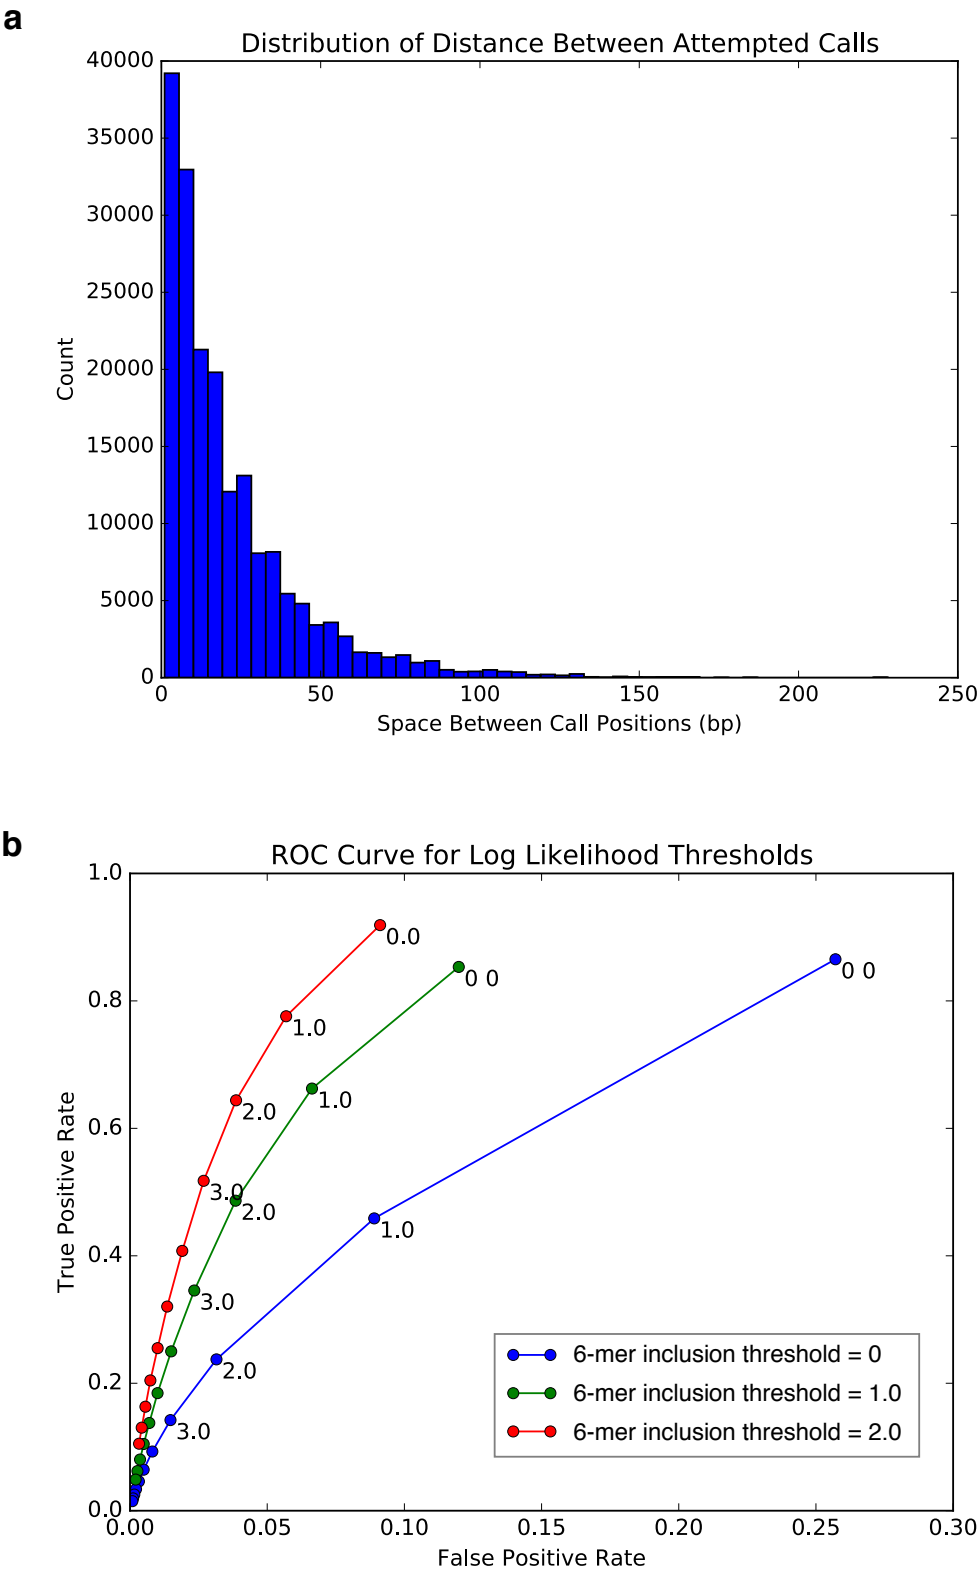 a
Distribution of Distance Between Attempted Calls
40000
35000
30000
25000
20000
15000
10000
5000
0
Count
0 50 100 150 200 250
Space Between Call Positions (bp)
b
ROC Curve for Log Likelihood Thresholds
1.0
0.8
0.6
0.4
0.2
0.0
True Positive Rate
0.0
1.0
2.0
3.0
0 0
1.0
2.0
3.0
0 0
1.0
2.0
3.0
6-mer inclusion threshold = 0
6-mer inclusion threshold = 1.0
6-mer inclusion threshold = 2.0
0.00 0.05 0.10 0.15 0.20 0.25 0.30
False Positive Rate